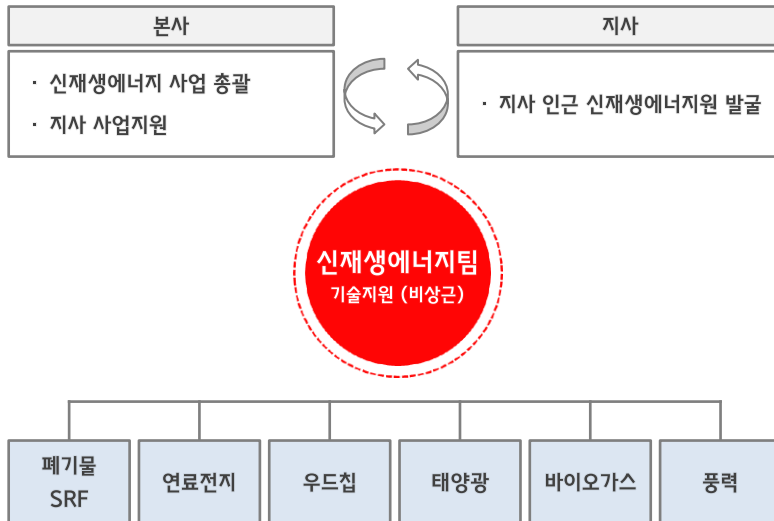 본사
· 신재생에너지 사업 총괄
· 지사 사업지원
지사
· 지사 인근 신재생에너지원 발굴
신재생에너지팀
기술지원 (비상근)
폐기물
SRF
연료전지
우드칩
태양광
바이오가스
풍력